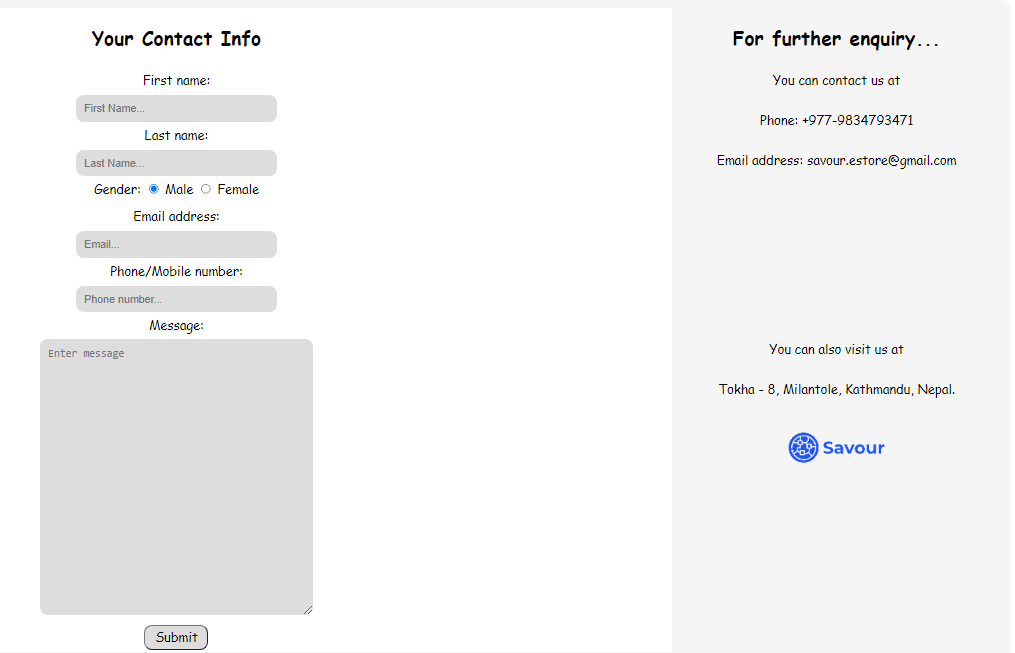 Your Contact Info
First name:
First Name...
Last name:
Last Name...
Gender: Male Female
Email address:
Email...
Phone/Mobile number:
Phone number...
Message:
Enter message
Submit
For further enquiry...
You can contact us at
Phone: +977-9834793471
Email address: savour.estore@gmail.com
You can also visit us at
Tokha - 8, Milantole, Kathmandu, Nepal.
Savour